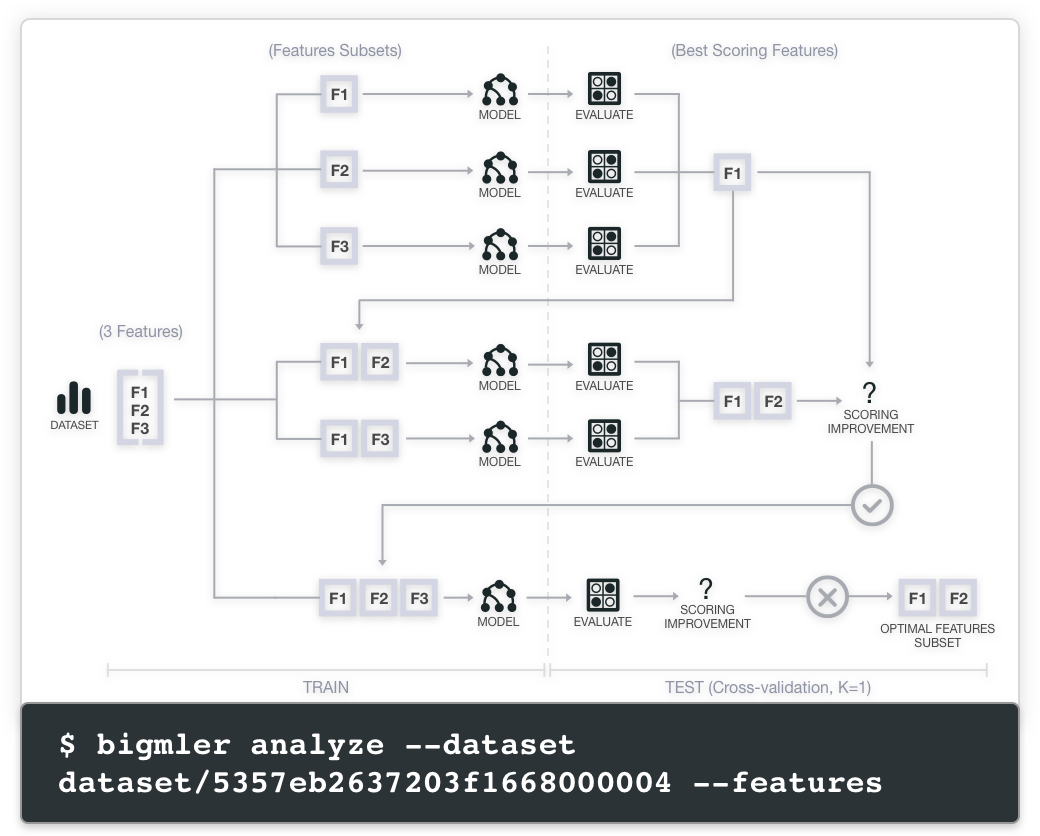 (Features Subsets)
(Best Scoring Features)
F1
MODEL
EVALUATE
F2
MODEL
EVALUATE
F1
F3
MODEL
EVALUATE
(3 Features)
DATASET
F1
F2
F3
F1 F2
MODEL
EVALUATE
F1 F3
MODEL
EVALUATE
F1 F2
?
SCORING
IMPROVEMENT
F1 F2 F3
MODEL
EVALUATE
?
SCORING
IMPROVEMENT
F1 F2
OPTIMAL FEATURES
SUBSET
TRAIN
TEST (Cross-validation, K=1)
$ bigmler analyze --dataset
dataset/5357eb2637203f1668000004 --features